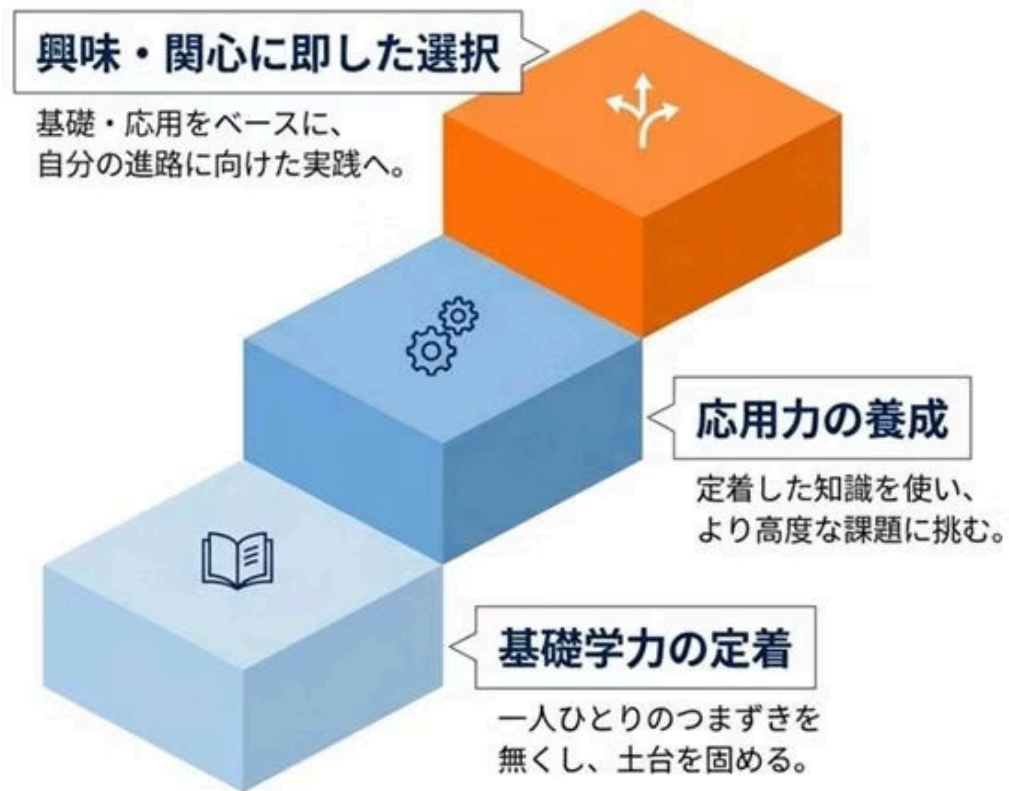 興味・関心に即した選択
基礎・応用をベースに、
自分の進路に向けた実践へ。
応用力の養成
定着した知識を使い、
より高度な課題に挑む。
基礎学力の定着
一人ひとりのつまずきを
無くし、土台を固める。